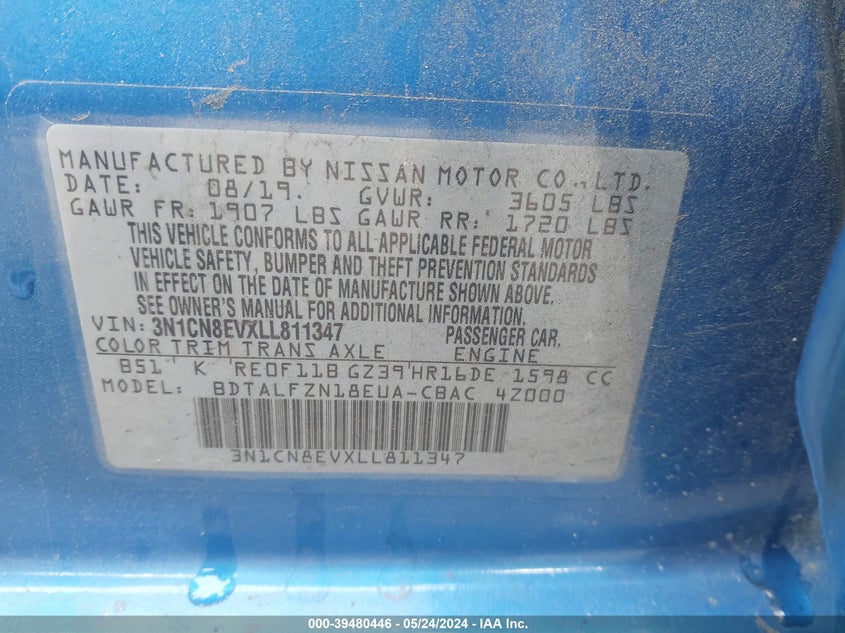 MANUFACTURED BY NISSAN MOTOR CO., LTD.
DATE: 08/19. GVWR: 3605 LBS
GAWR FR: 1907 LBS GAWR RR: 1720 LBS
THIS VEHICLE CONFORMS TO ALL APPLICABLE FEDERAL MOTOR
VEHICLE SAFETY, BUMPER AND THEFT PREVENTION STANDARDS
IN EFFECT ON THE DATE OF MANUFACTURE SHOWN ABOVE.
SEE OWNER'S MANUAL FOR ADDITIONAL INFORMATION.
VIN: 3N1CN8EVXLL811347 PASSENGER CAR.
COLOR TRIM TRANS AXLE ENGINE
B51 K RE0F11B GZ39 HR16DE 1598 CC
MODEL: BDTALFZN18EUA-CBAC 4Z000
3N1CN8EVXLL811347
000-39480446 - 05/24/2024 - IAA Inc.